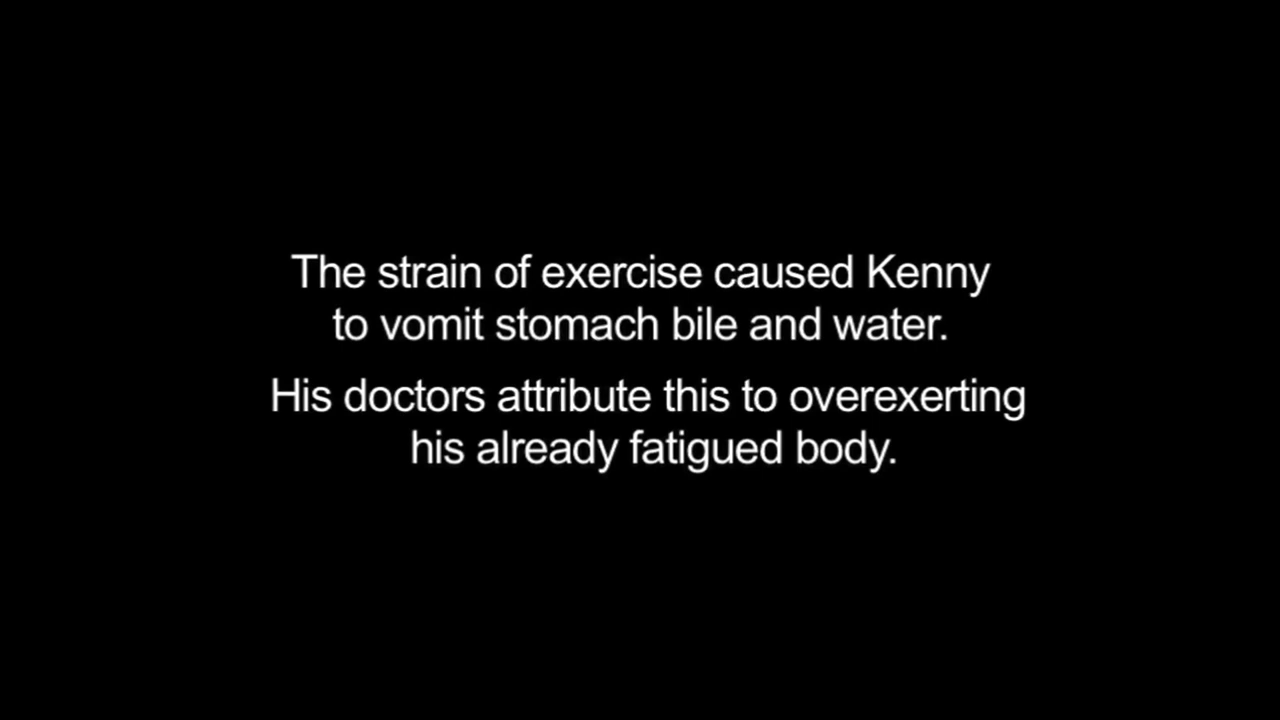 The strain of exercise caused Kenny
to vomit stomach bile and water.
His doctors attribute this to overexerting
his already fatigued body.